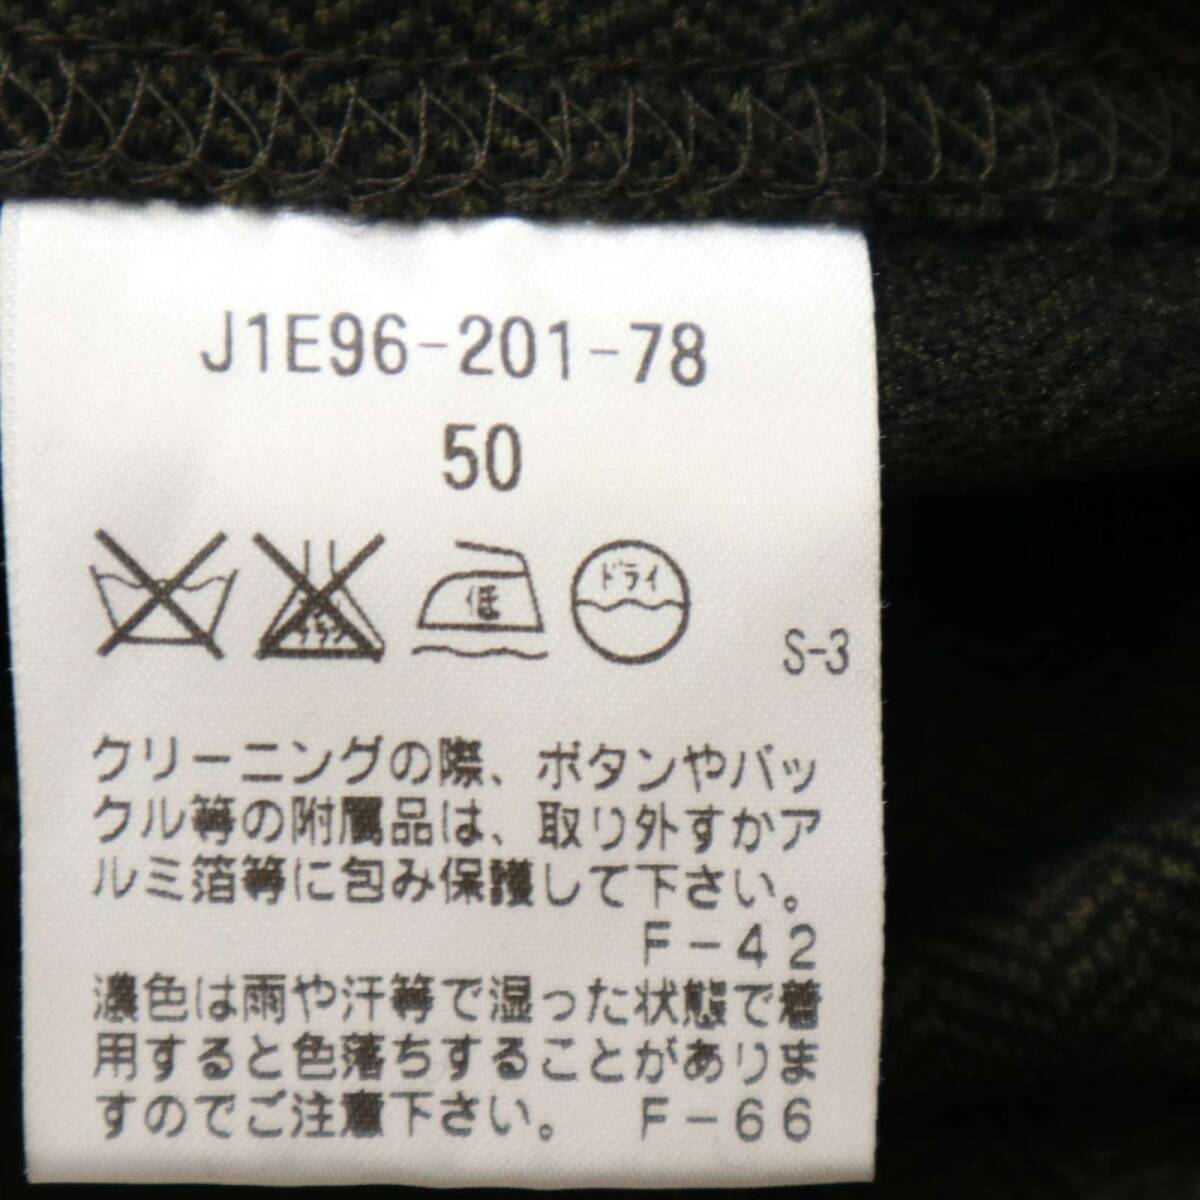 J1E96-201-78
50
低
ドライ
S-3
クリーニングの際、ボタンやバッ
クル等の附属品は、取り外すかア
ルミ箔等に包み保護して下さい。
F-42
濃色は雨や汗等で湿った状態で着
用すると色落ちすることがありま
すのでご注意下さい。 F-66